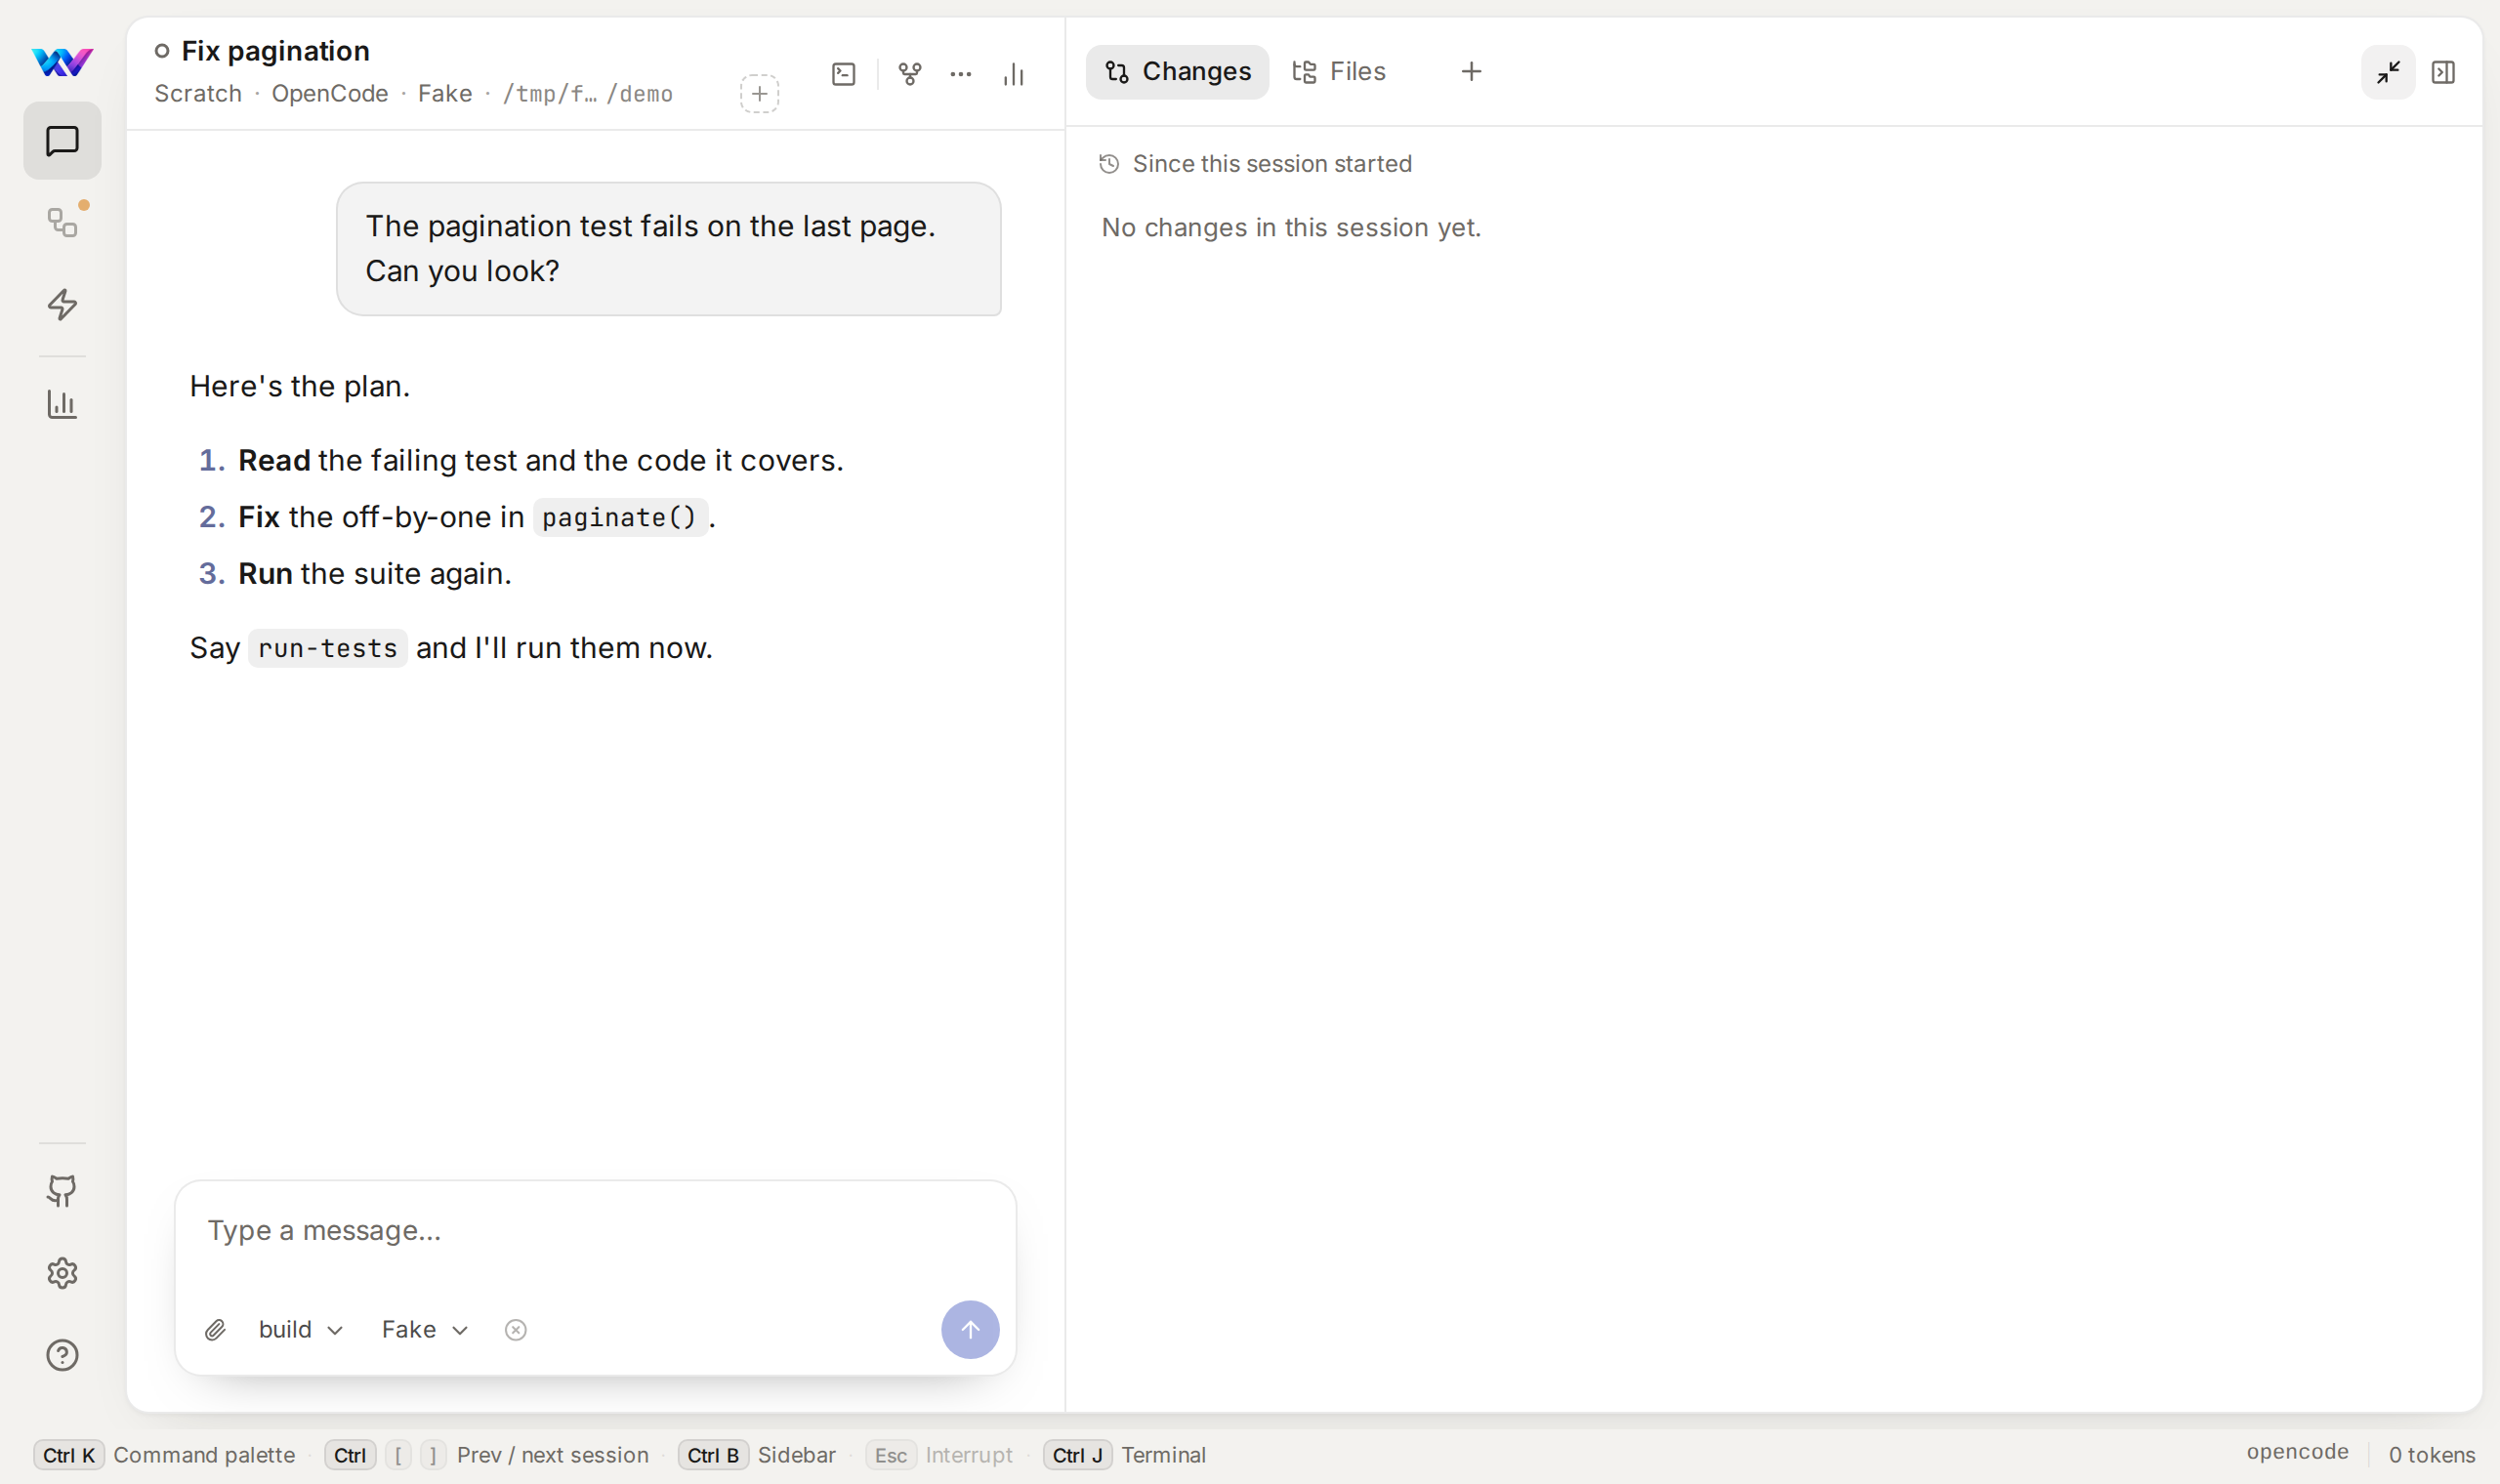 Fix pagination
Scratch · OpenCode · Fake · /tmp/f… /demo
The pagination test fails on the last page.
Can you look?
Here's the plan.
1. Read the failing test and the code it covers.
2. Fix the off-by-one in paginate().
3. Run the suite again.
Say run-tests and I'll run them now.
Type a message...
build
Fake
Changes
Files
Since this session started
No changes in this session yet.
Ctrl K Command palette · Ctrl [ ] Prev / next session · Ctrl B Sidebar · Esc Interrupt · Ctrl J Terminal
opencode
0 tokens